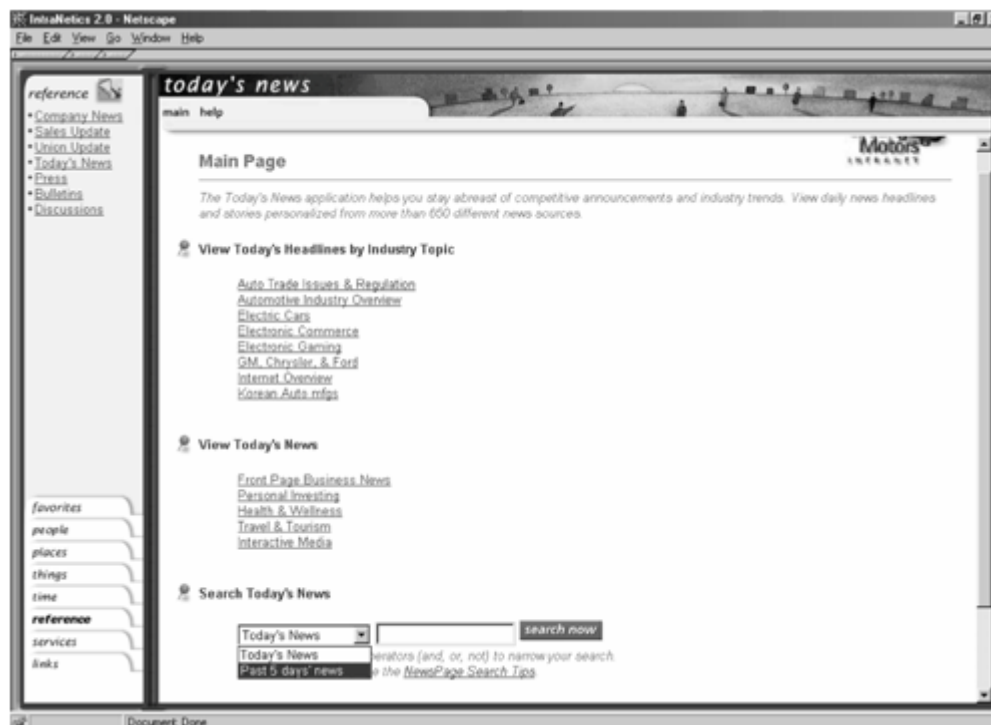 IntraNetics 2.0 - Netscape
File Edit View Go Window Help
reference
• Company News
• Sales Update
• Union Update
• Today's News
• Press
• Bulletins
• Discussions
favorites
people
places
things
time
reference
services
links
today's news
main help
Motors
INTRANET
Main Page
The Today's News application helps you stay abreast of competitive announcements and industry trends. View daily news headlines
and stories personalized from more than 650 different news sources.
View Today's Headlines by Industry Topic
Auto Trade Issues & Regulation
Automotive Industry Overview
Electric Cars
Electronic Commerce
Electronic Gaming
GM, Chrysler, & Ford
Internet Overview
Korean Auto mfgs
View Today's News
Front Page Business News
Personal Investing
Health & Wellness
Travel & Tourism
Interactive Media
Search Today's News
Today's News search now
Today's News erators (and, or, not) to narrow your search.
Past 5 days' news e the NewsPage Search Tips.
Document: Done